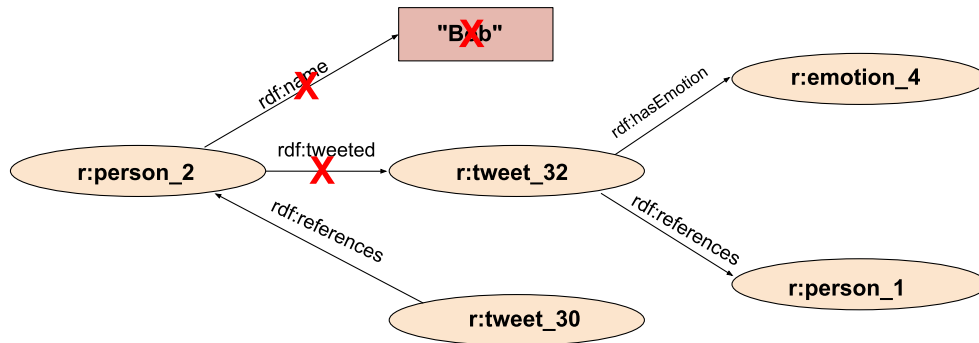 "Bob"
X
rdf:name
X
r:emotion_4
rdf:hasEmotion
rdf:tweeted
X
r:person_2
r:tweet_32
rdf:references
rdf:references
r:person_1
r:tweet_30